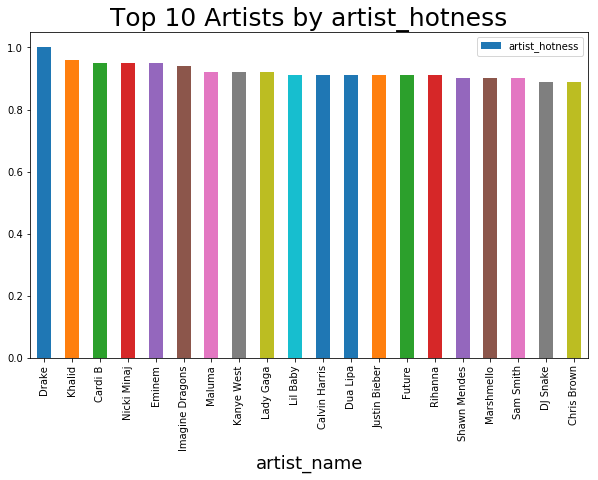 Top 10 Artists by artist_hotness
artist_hotness
1.0
0.8
0.6
0.4
0.2
0.0
Drake
Khalid
Cardi B
Nicki Minaj
Eminem
Imagine Dragons
Maluma
Kanye West
Lady Gaga
Lil Baby
Calvin Harris
Dua Lipa
Justin Bieber
Future
Rihanna
Shawn Mendes
Marshmello
Sam Smith
DJ Snake
Chris Brown
artist_name